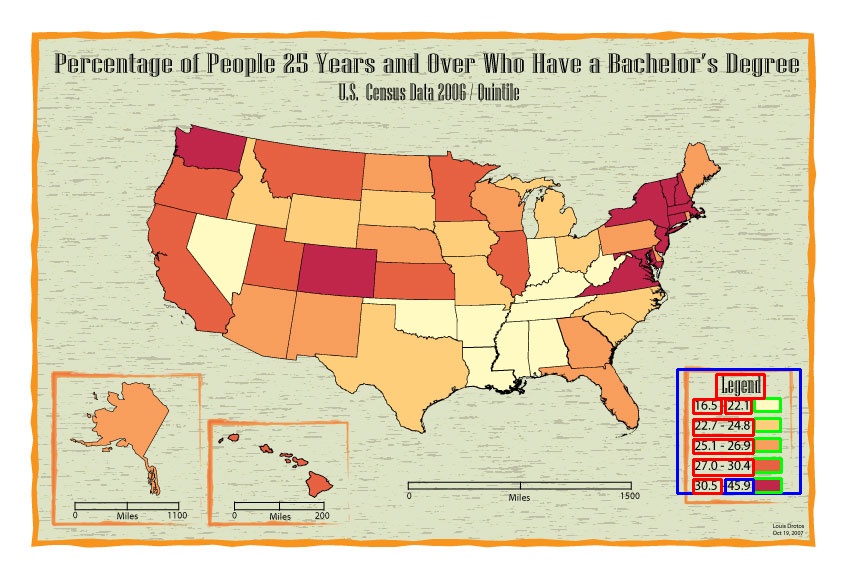 Percentage of People 25 Years and Over Who Have a Bachelor's Degree
U.S. Census Data 2006 / Quintile
Legend
16.5 22.1
22.7 - 24.8
25.1 - 26.9
27.0 - 30.4
30.5 45.9
0 Miles 1100
0 Miles 200
0 Miles 1500
Louis Drotos
Oct 19, 2007